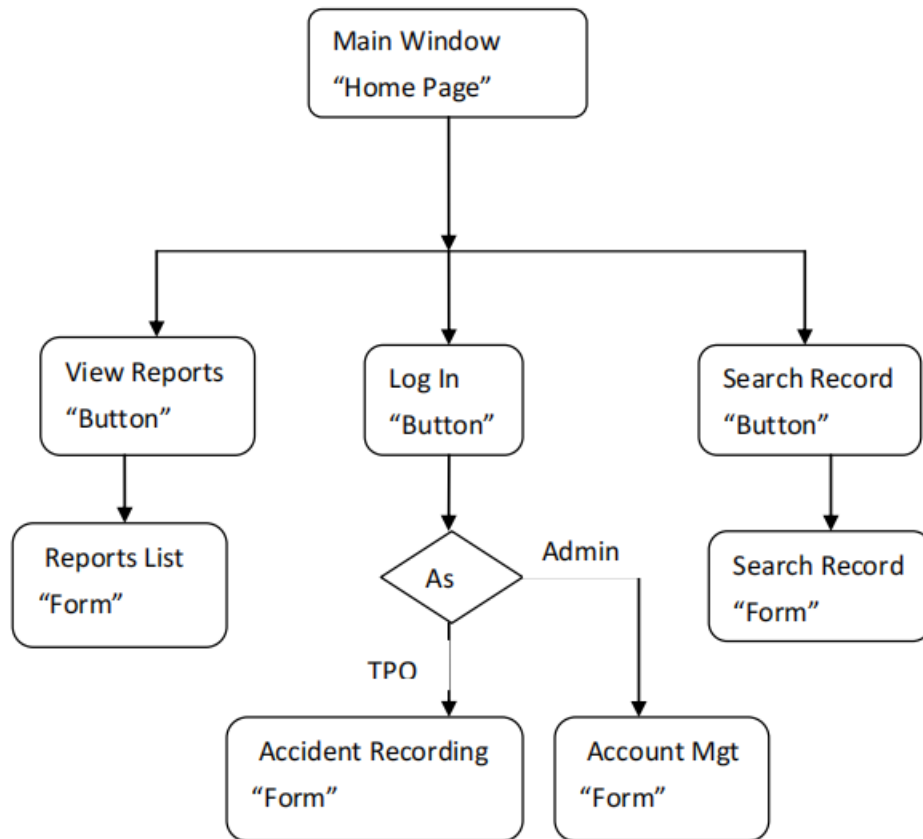 Main Window
“Home Page”
View Reports
“Button”
Log In
“Button”
Search Record
“Button”
Reports List
“Form”
As
Admin
Search Record
“Form”
TPO
Accident Recording
“Form”
Account Mgt
“Form”